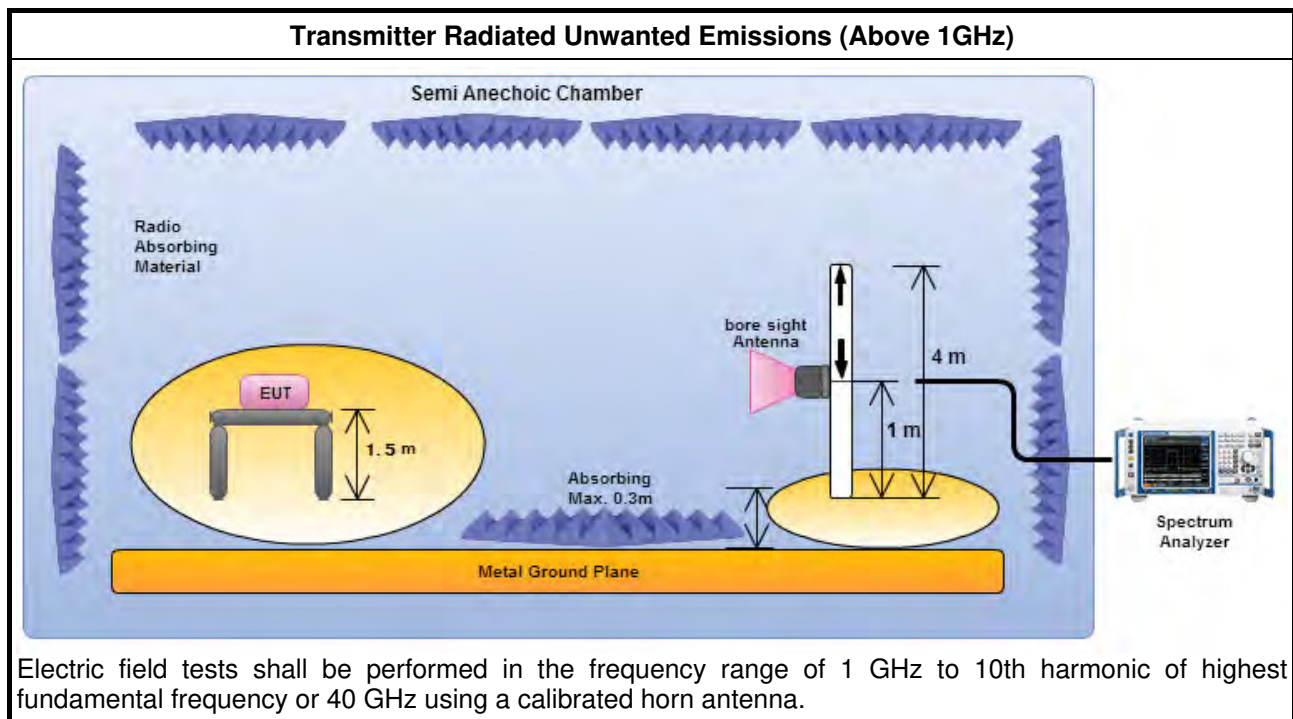 Transmitter Radiated Unwanted Emissions (Above 1GHz)
Semi Anechoic Chamber
Radio
Absorbing
Material
bore sight
Antenna
4 m
EUT
1 m
1. 5 m
Absorbing
Max. 0.3m
Spectrum
Analyzer
Metal Ground Plane
Electric field tests shall be performed in the frequency range of 1 GHz to 10th harmonic of highest
fundamental frequency or 40 GHz using a calibrated horn antenna.